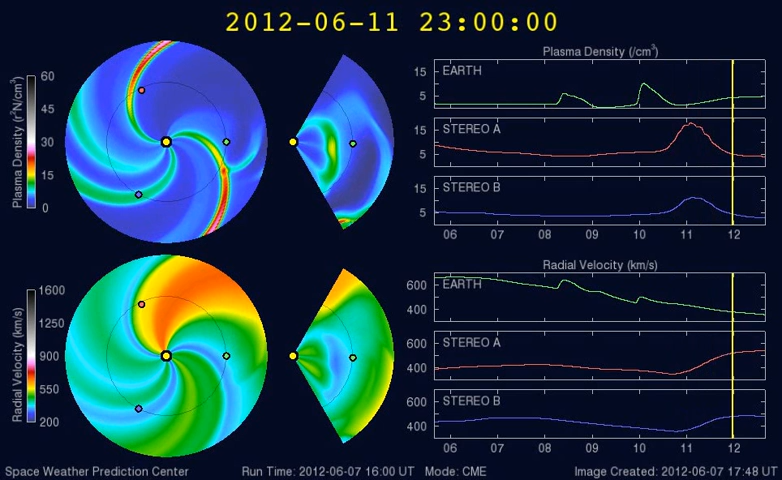 2012-06-11 23:00:00
Plasma Density (r²N/cm³)
60
45
30
15
0
Plasma Density (/cm³)
EARTH
15
5
STEREO A
15
5
STEREO B
15
5
06 07 08 09 10 11 12
Radial Velocity (km/s)
1600
1250
900
550
200
Radial Velocity (km/s)
EARTH
600
400
STEREO A
600
400
STEREO B
600
400
06 07 08 09 10 11 12
Space Weather Prediction Center Run Time: 2012-06-07 16:00 UT Mode: CME Image Created: 2012-06-07 17:48 UT